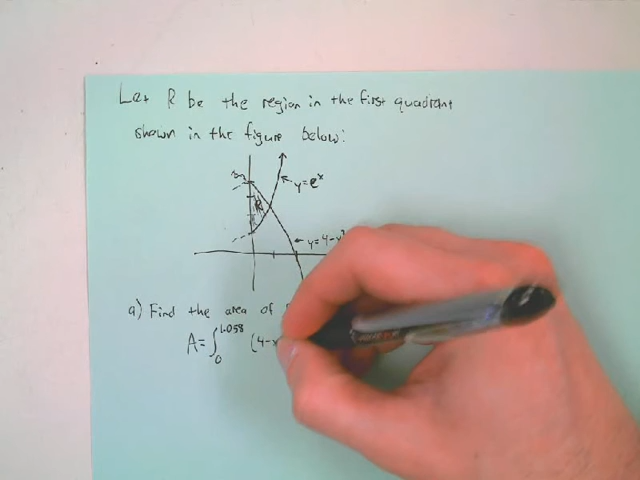 Let R be the region in the first quadrant
shown in the figure below:
y=eˣ
R
y=4-x²
a) Find the area of
A=∫₀^1.058 (4-x